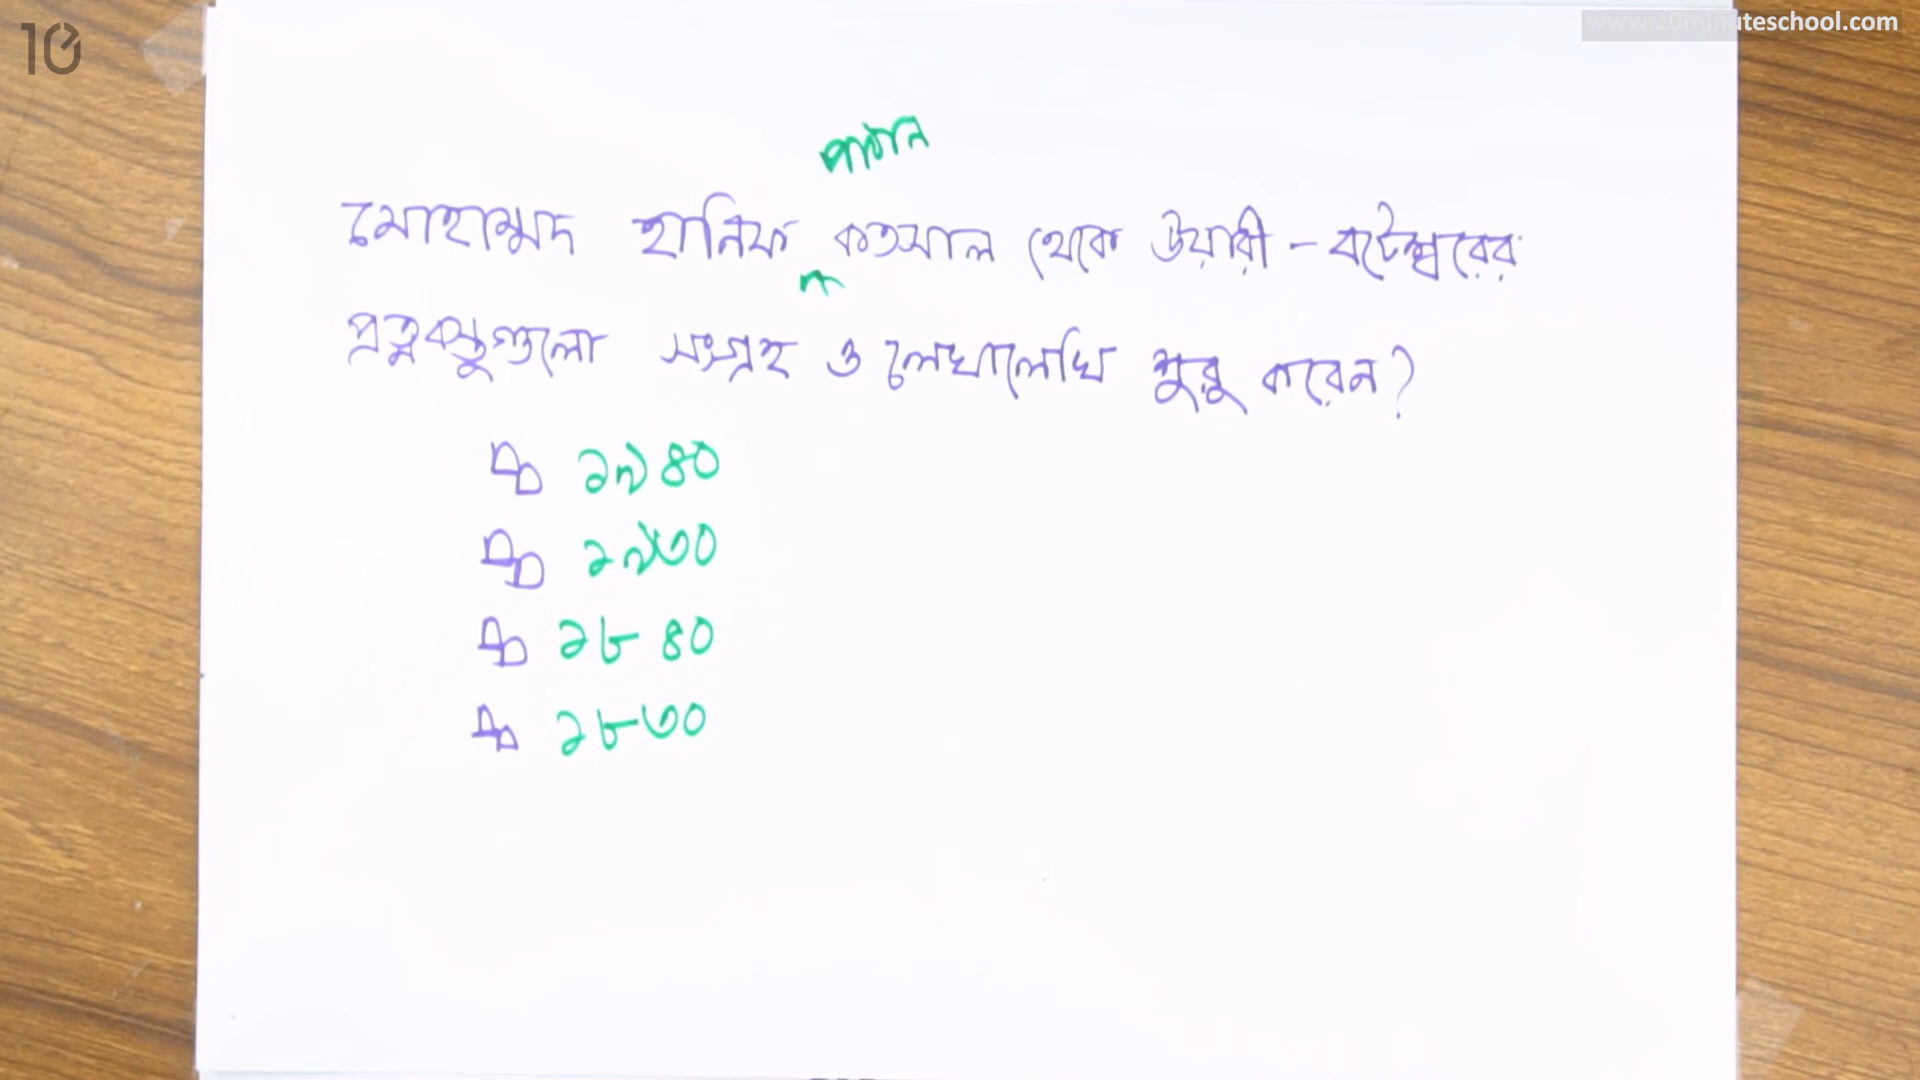 10
www.10minuteschool.com
পাঠান
মোহাম্মদ হানিফ কতসাল থেকে উয়ারী - বটেশ্বরের
প্রত্নবস্তুগুলো সংগ্রহ ও লেখালেখি শুরু করেন?
১৯৪০
১৯৩০
১৮৪০
১৮৩০